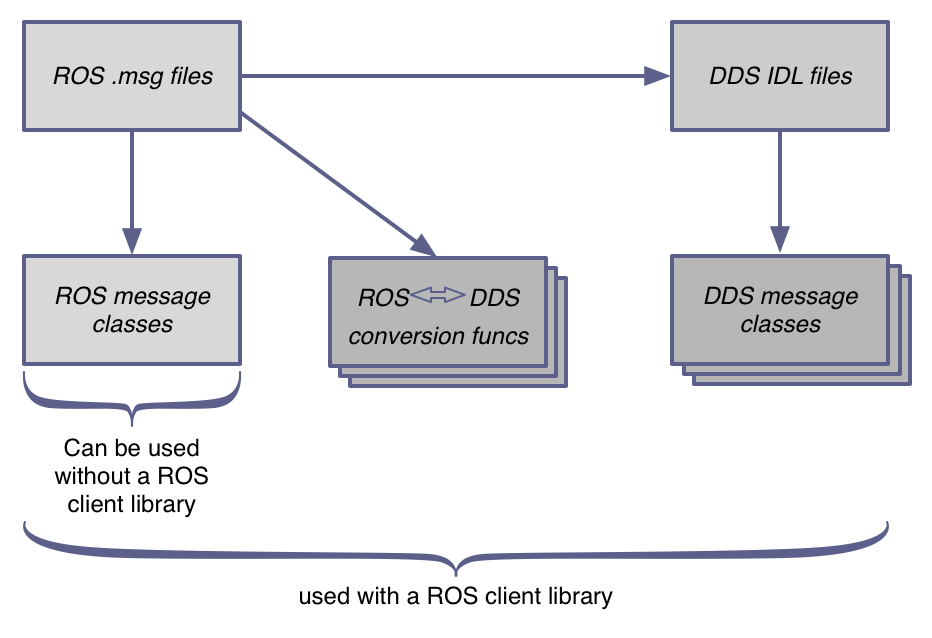 ROS .msg files
DDS IDL files
ROS message
classes
ROS DDS
conversion funcs
DDS message
classes
Can be used
without a ROS
client library
used with a ROS client library